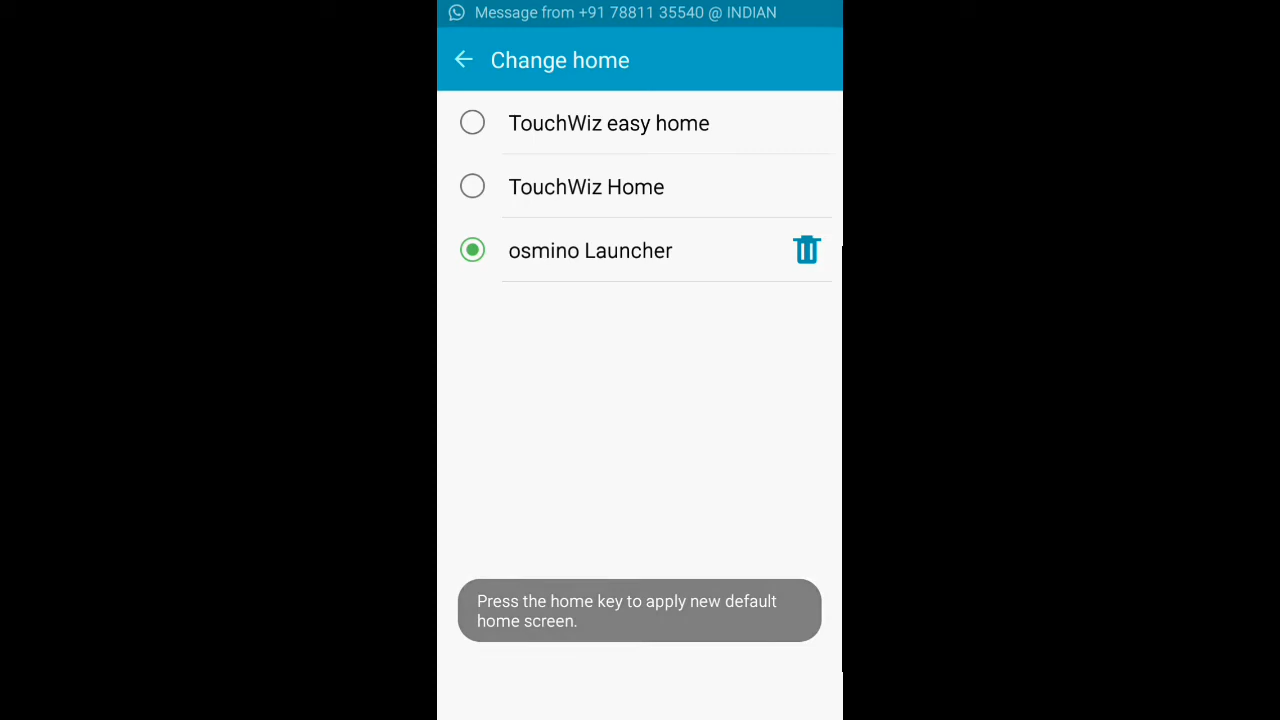 Message from +91 78811 35540 @ INDIAN
Change home
TouchWiz easy home
TouchWiz Home
osmino Launcher
Press the home key to apply new default
home screen.